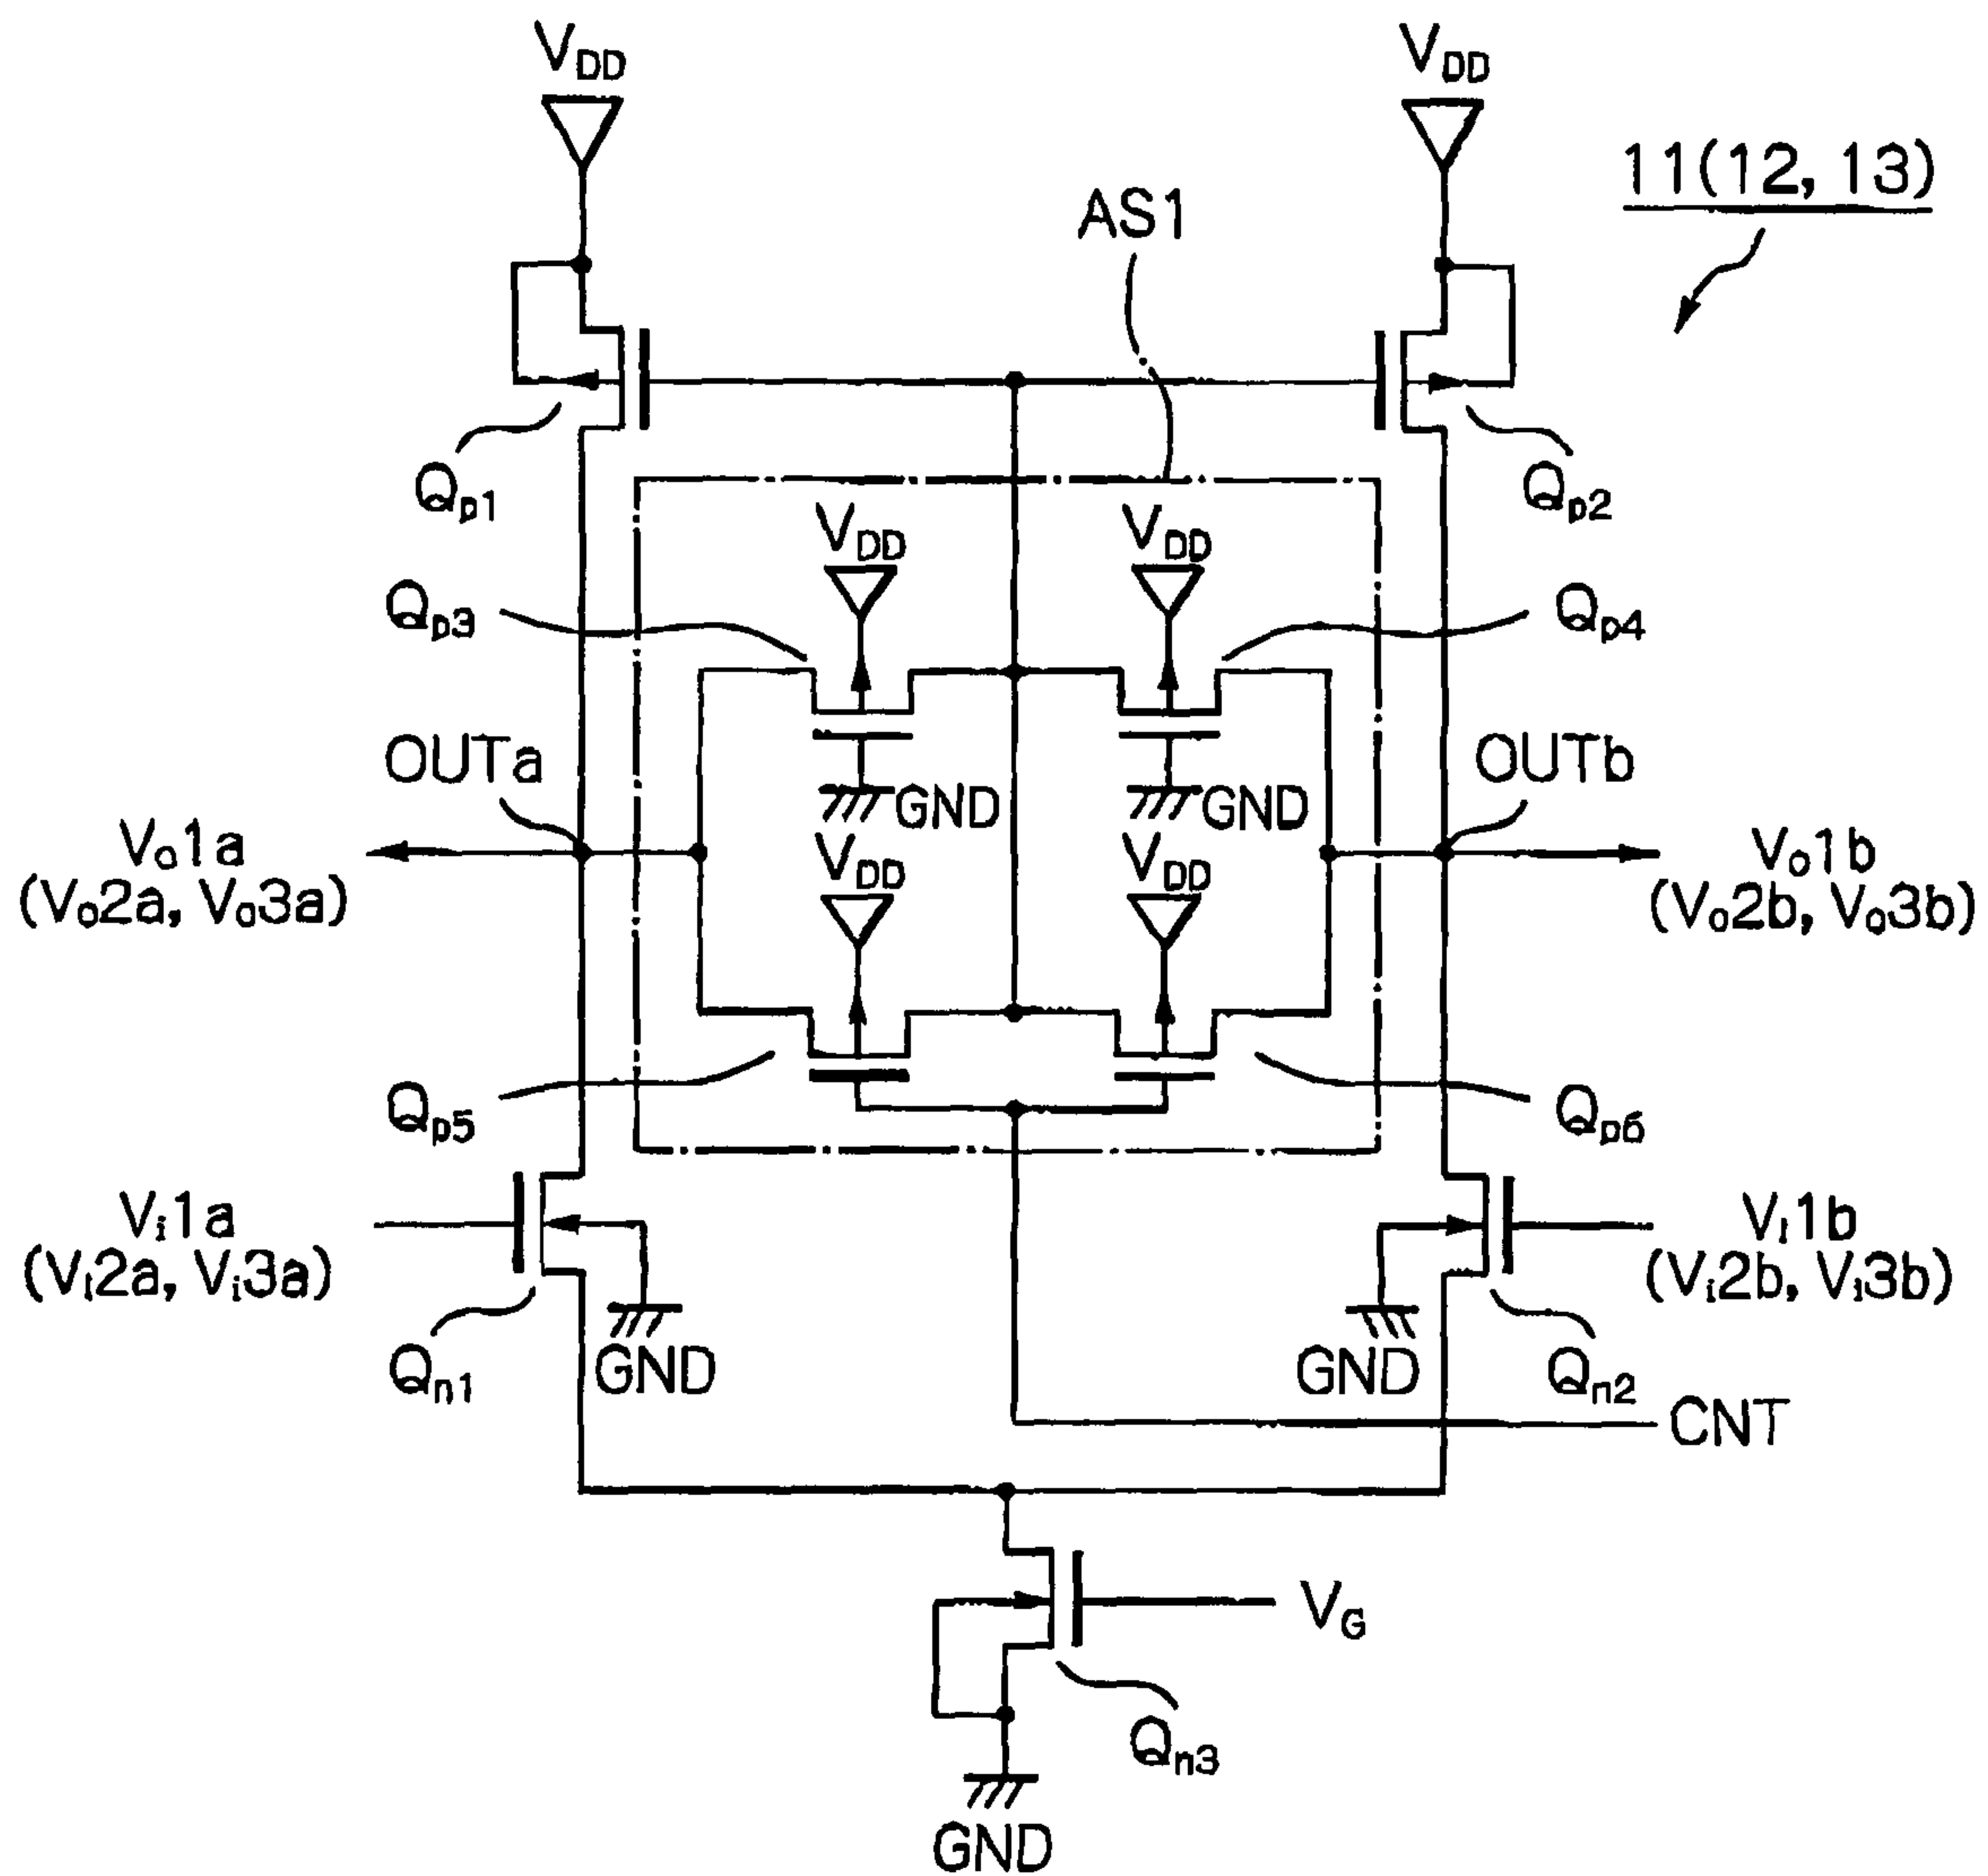 VDD
VDD
11(12, 13)
AS1
Qp1
Qp2
VDD
VDD
Qp3
Qp4
OUTa
OUTb
GND
GND
Vo1a
(Vo2a, Vo3a)
VDD
VDD
Vo1b
(Vo2b, Vo3b)
Qp5
Qp6
Vi1a
(Vi2a, Vi3a)
Vi1b
(Vi2b, Vi3b)
Qn1
GND
GND
Qn2
CNT
VG
Qn3
GND